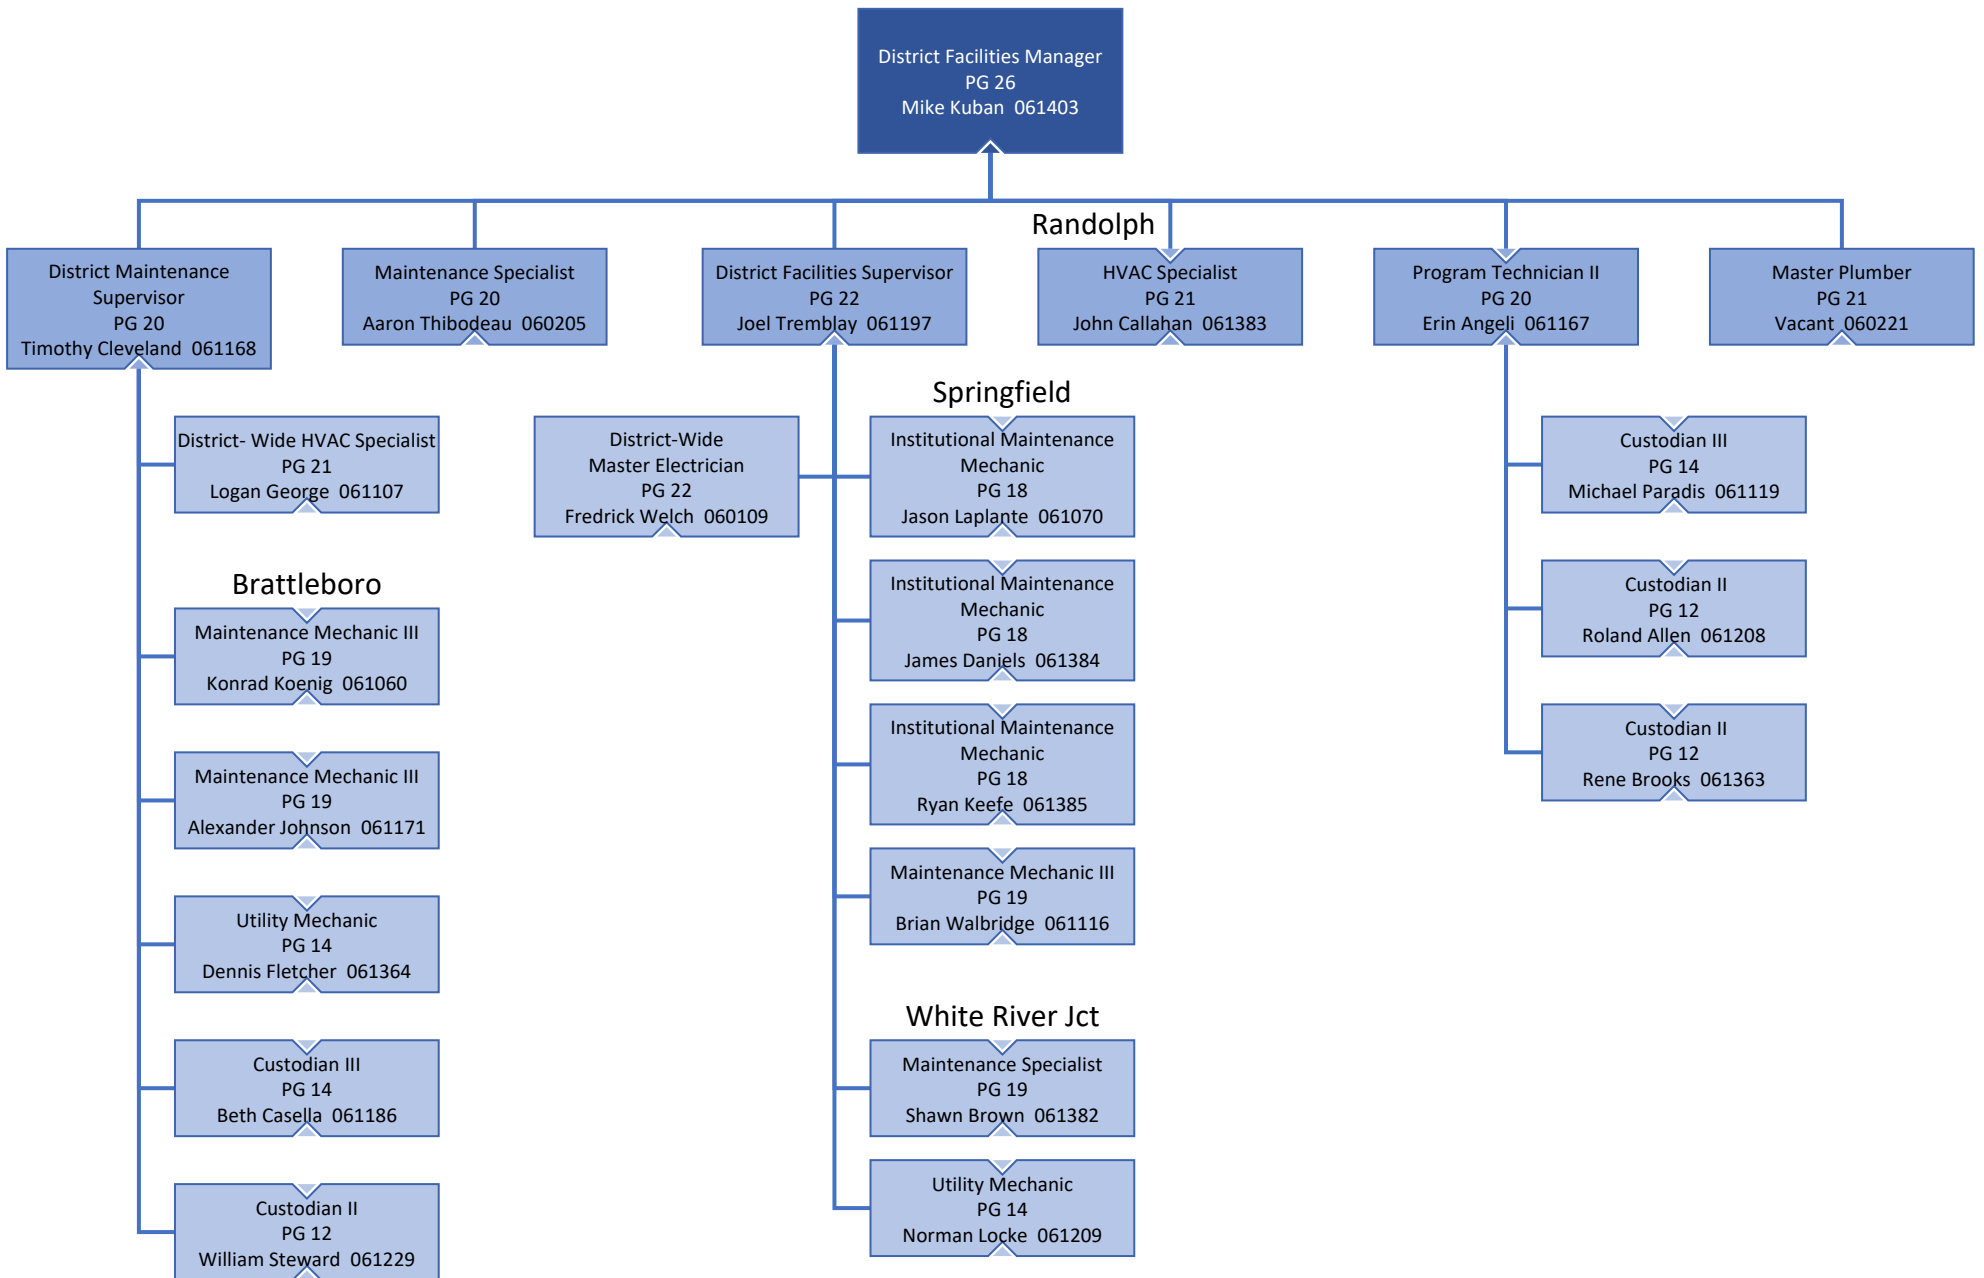 District Facilities Manager
PG 26
Mike Kuban 061403
Randolph
District Maintenance
Supervisor
PG 20
Timothy Cleveland 061168
Maintenance Specialist
PG 20
Aaron Thibodeau 060205
District Facilities Supervisor
PG 22
Joel Tremblay 061197
HVAC Specialist
PG 21
John Callahan 061383
Program Technician II
PG 20
Erin Angeli 061167
Master Plumber
PG 21
Vacant 060221
District- Wide HVAC Specialist
PG 21
Logan George 061107
Brattleboro
Maintenance Mechanic III
PG 19
Konrad Koenig 061060
Maintenance Mechanic III
PG 19
Alexander Johnson 061171
Utility Mechanic
PG 14
Dennis Fletcher 061364
Custodian III
PG 14
Beth Casella 061186
Custodian II
PG 12
William Steward 061229
District-Wide
Master Electrician
PG 22
Fredrick Welch 060109
Springfield
Institutional Maintenance
Mechanic
PG 18
Jason Laplante 061070
Institutional Maintenance
Mechanic
PG 18
James Daniels 061384
Institutional Maintenance
Mechanic
PG 18
Ryan Keefe 061385
Maintenance Mechanic III
PG 19
Brian Walbridge 061116
White River Jct
Maintenance Specialist
PG 19
Shawn Brown 061382
Utility Mechanic
PG 14
Norman Locke 061209
Custodian III
PG 14
Michael Paradis 061119
Custodian II
PG 12
Roland Allen 061208
Custodian II
PG 12
Rene Brooks 061363